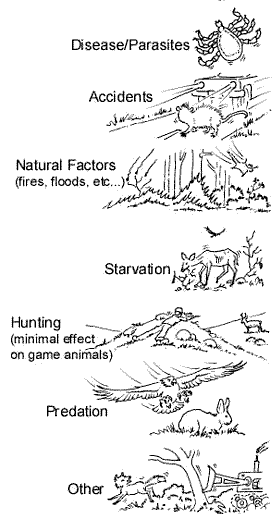 Disease/Parasites
Accidents
Natural Factors
(fires, floods, etc...)
Starvation
Hunting
(minimal effect
on game animals)
Predation
Other